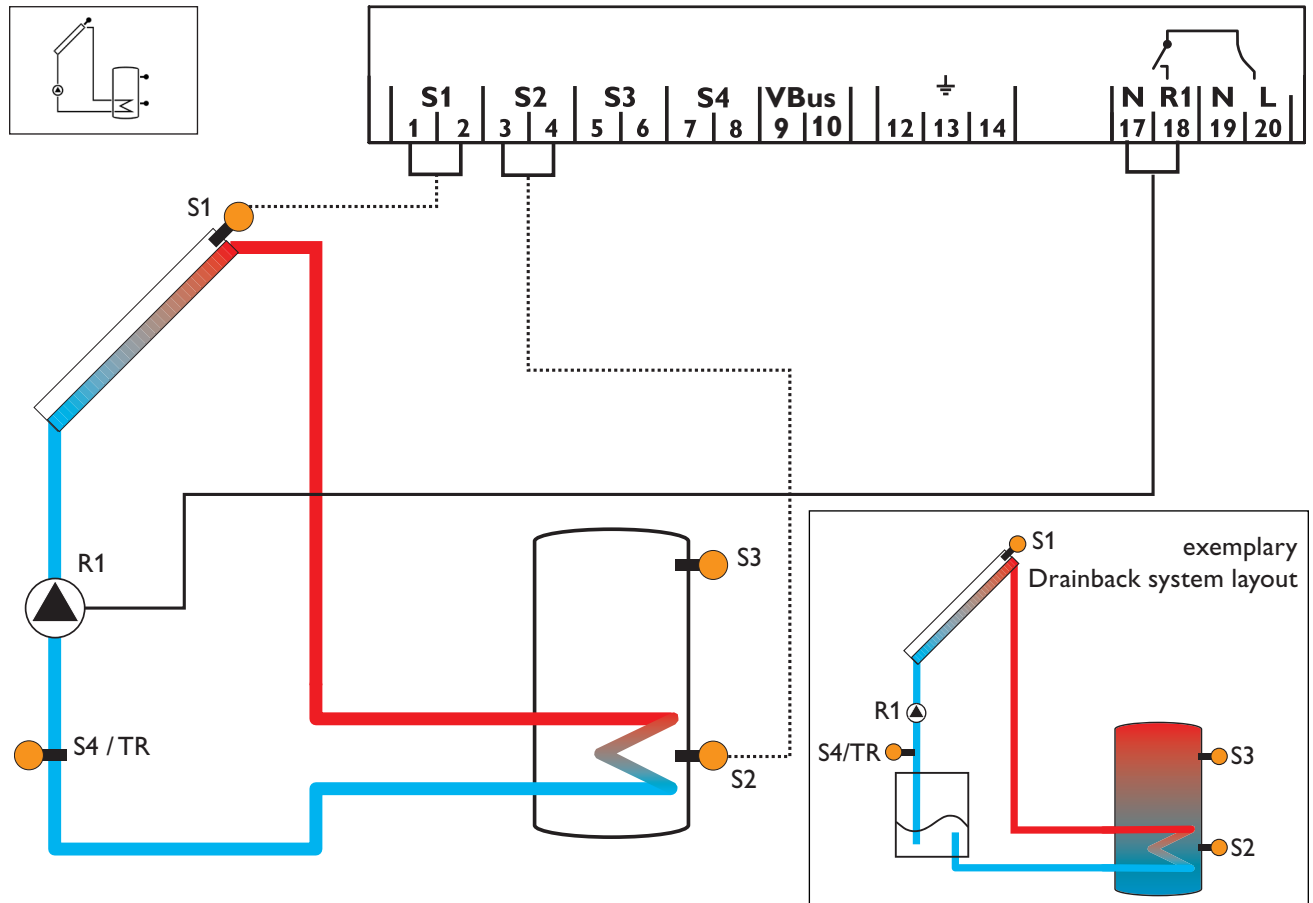 S1 S2 S3 S4 VBus N R1 N L
1 2 3 4 5 6 7 8 9 10 12 13 14 17 18 19 20
S1
R1
S3
S4 / TR
S2
exemplary
Drainback system layout
S1
R1
S4/TR
S3
S2